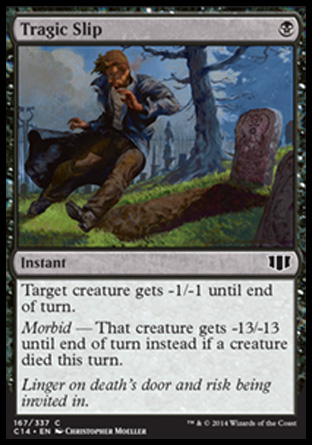 Tragic Slip
Instant
Target creature gets -1/-1 until end
of turn.
Morbid — That creature gets -13/-13
until end of turn instead if a creature
died this turn.
Linger on death's door and risk being
invited in.
167/337 C
C14 • EN Christopher Moeller
™ & © 2014 Wizards of the Coast